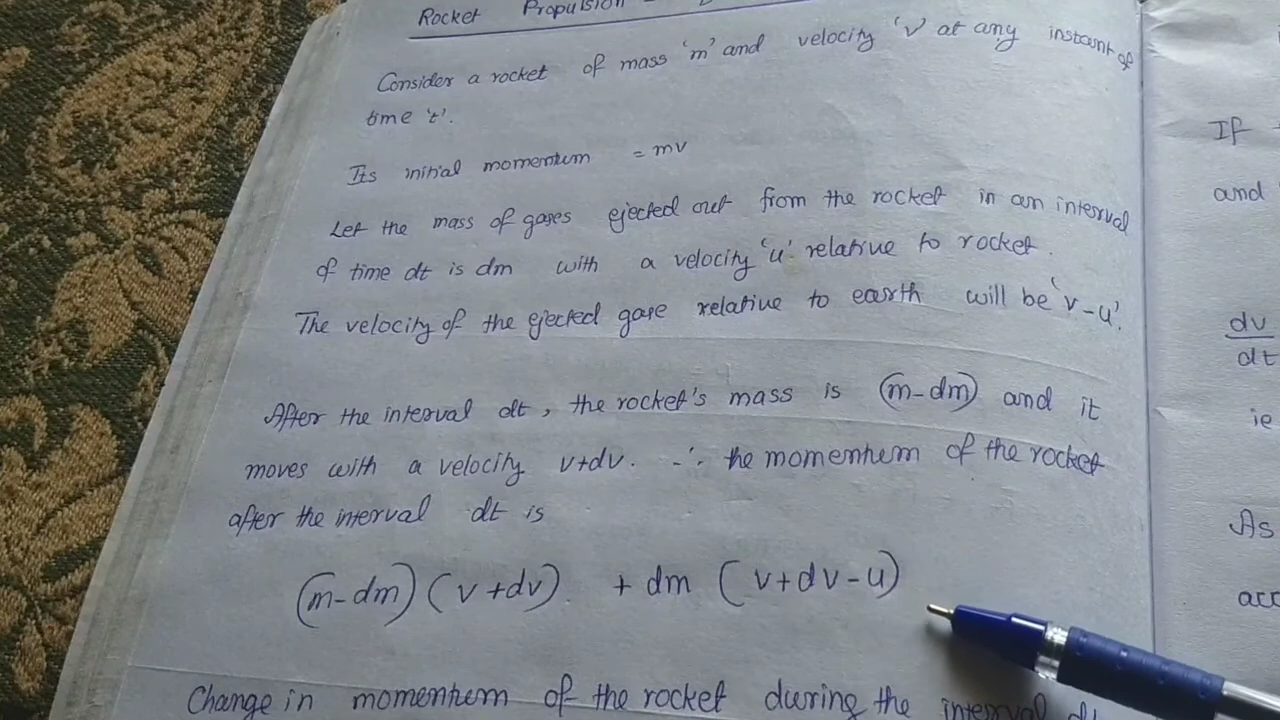 Rocket Propulsion
Consider a rocket of mass 'm' and velocity 'v' at any instant of
time 't'.
Its initial momentum = mv
Let the mass of gases ejected out from the rocket in an interval
of time dt is dm with a velocity 'u' relative to rocket.
The velocity of the ejected gase relative to earth will be 'v-u'.
After the interval dt, the rocket's mass is (m-dm) and it
moves with a velocity v+dv. ∴ the momentum of the rocket
after the interval dt is
(m-dm) (v+dv) + dm (v+dv-u)
Change in momentum of the rocket during the interval dt
If
and
dv
dt
ie
As